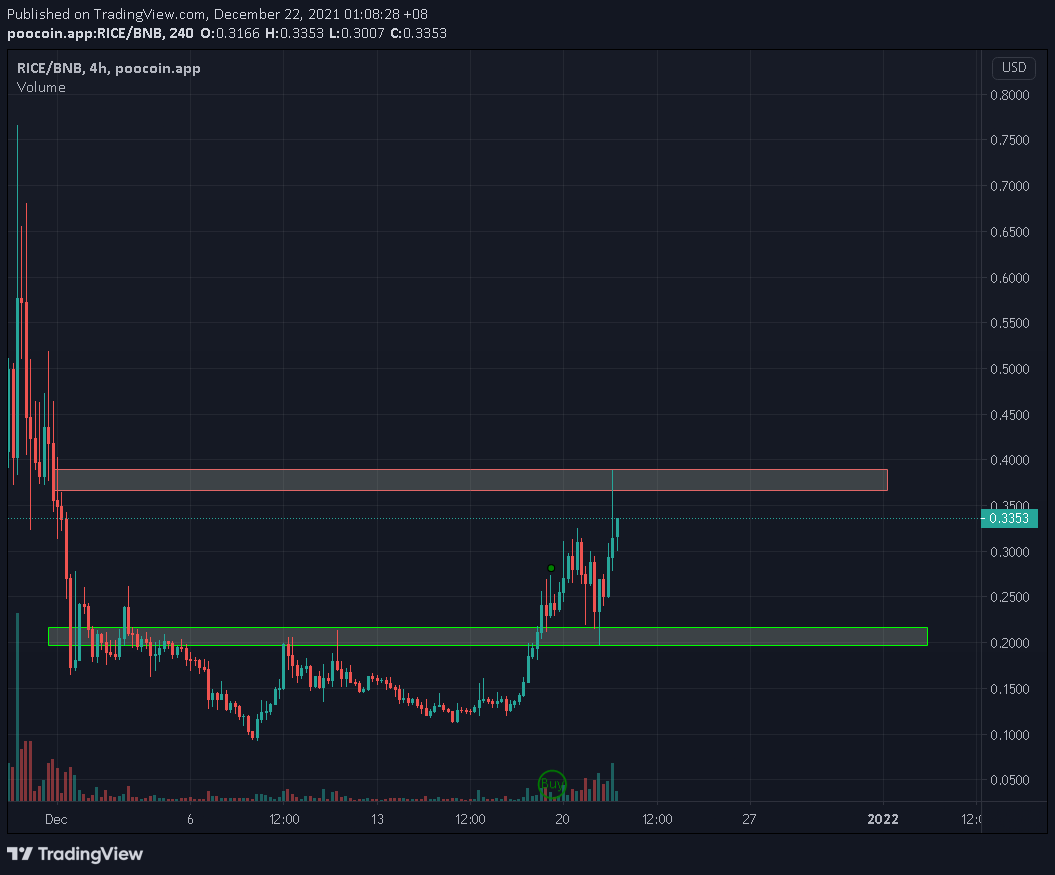 Published on TradingView.com, December 22, 2021 01:08:28 +08
poocoin.app:RICE/BNB, 240 O:0.3166 H:0.3353 L:0.3007 C:0.3353
RICE/BNB, 4h, poocoin.app
USD
Volume
0.8000
0.7500
0.7000
0.6500
0.6000
0.5500
0.5000
0.4500
0.4000
0.3500
0.3353
0.3000
0.2500
0.2000
0.1500
0.1000
0.0500
Buy
Dec 6 12:00 13 12:00 20 12:00 27 2022 12:0
TradingView